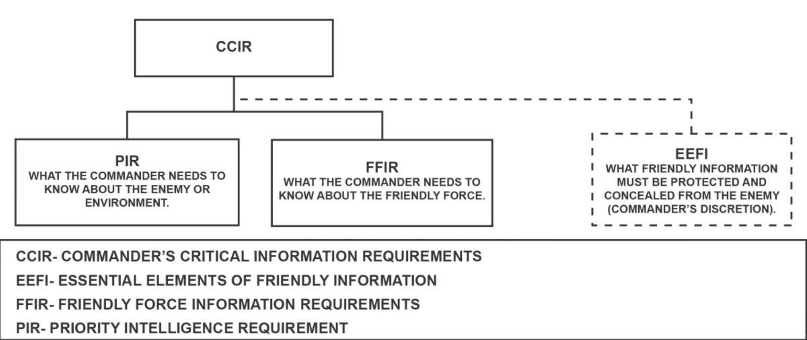 CCIR
PIR
WHAT THE COMMANDER NEEDS TO
KNOW ABOUT THE ENEMY OR
ENVIRONMENT.
FFIR
WHAT THE COMMANDER NEEDS TO
KNOW ABOUT THE FRIENDLY FORCE.
EEFI
WHAT FRIENDLY INFORMATION
MUST BE PROTECTED AND
CONCEALED FROM THE ENEMY
(COMMANDER’S DISCRETION).
CCIR- COMMANDER’S CRITICAL INFORMATION REQUIREMENTS
EEFI- ESSENTIAL ELEMENTS OF FRIENDLY INFORMATION
FFIR- FRIENDLY FORCE INFORMATION REQUIREMENTS
PIR- PRIORITY INTELLIGENCE REQUIREMENT